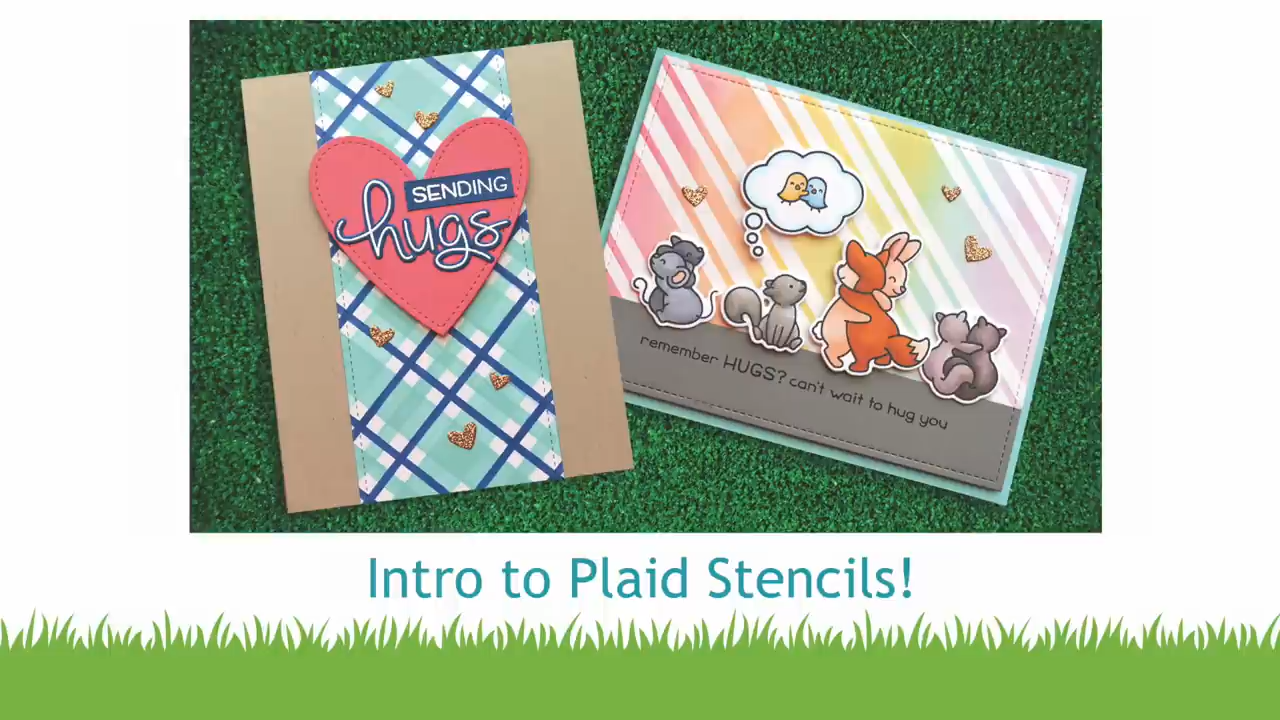 SENDING
hugs
remember HUGS? can't wait to hug you
Intro to Plaid Stencils!